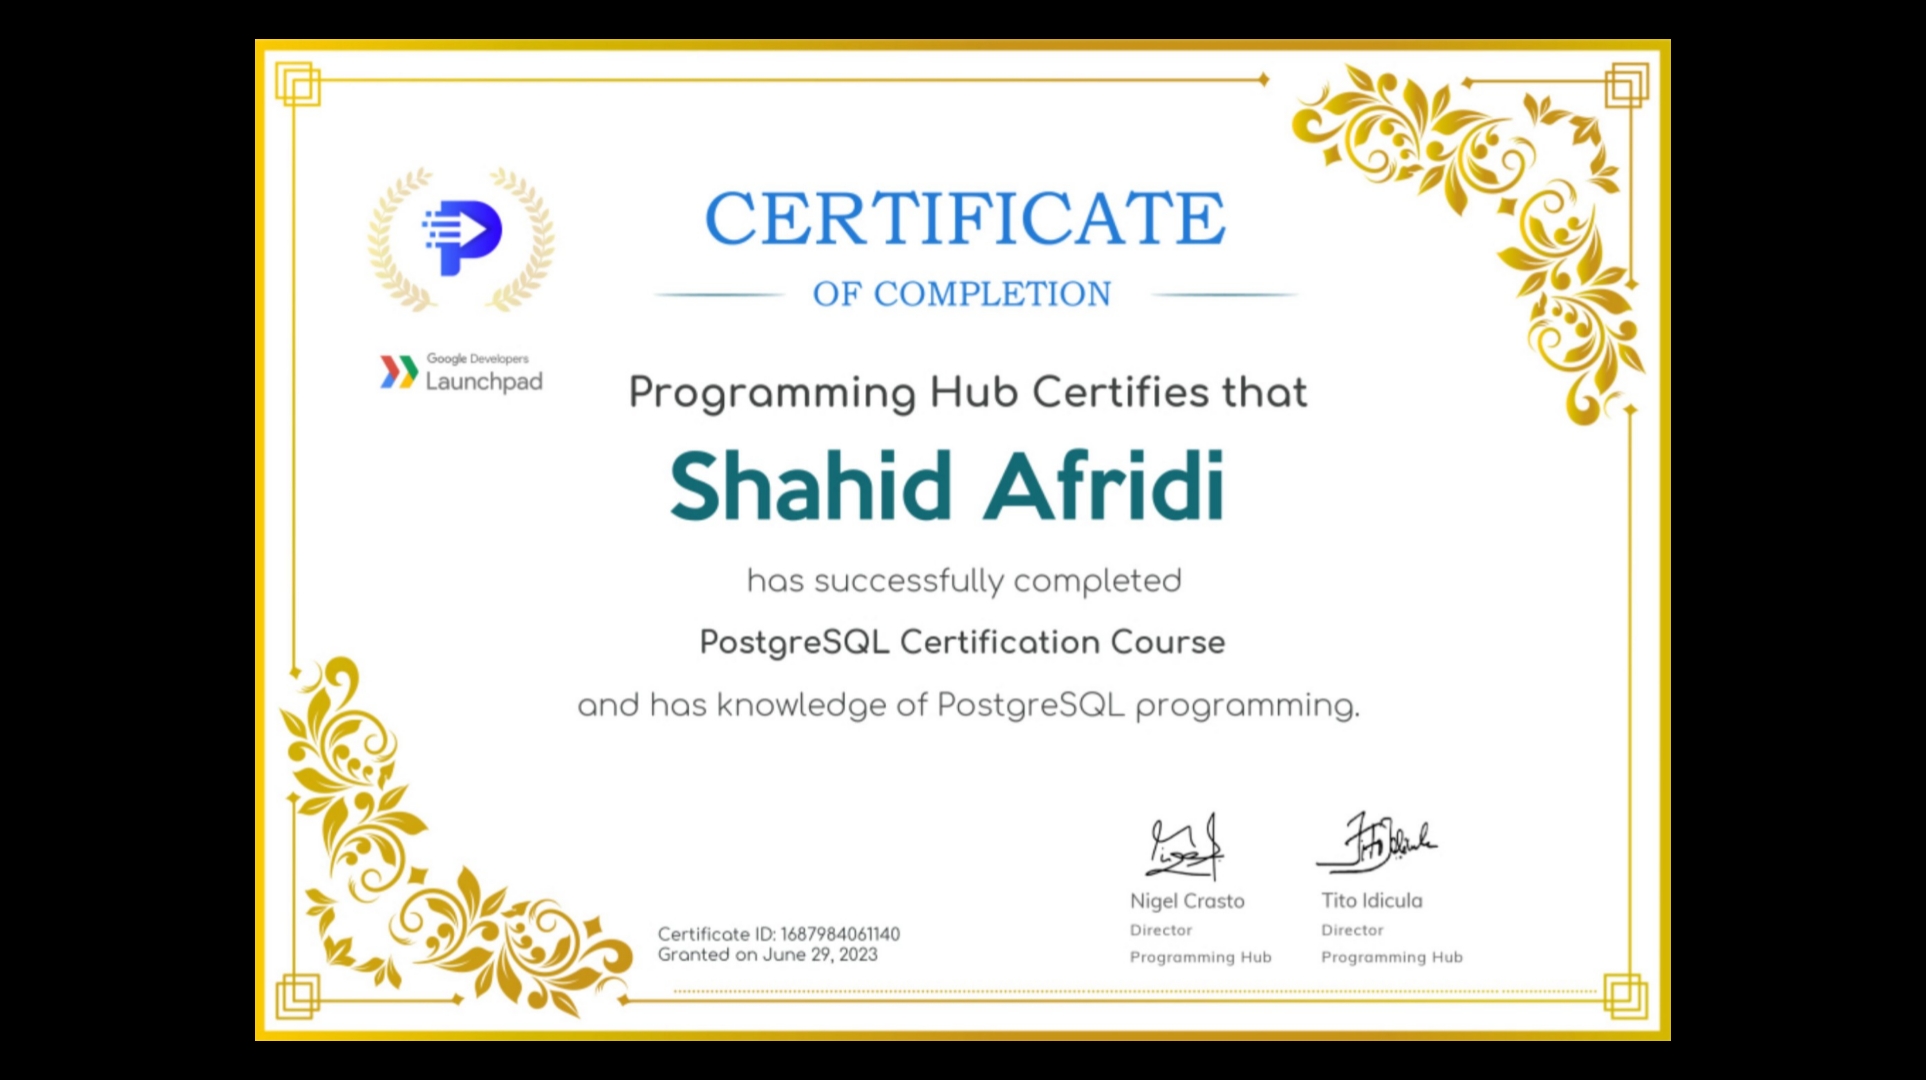 CERTIFICATE
OF COMPLETION
Google Developers
Launchpad
Programming Hub Certifies that
Shahid Afridi
has successfully completed
PostgreSQL Certification Course
and has knowledge of PostgreSQL programming.
Nigel Crasto
Director
Programming Hub
Tito Idicula
Director
Programming Hub
Certificate ID: 1687984061140
Granted on June 29, 2023